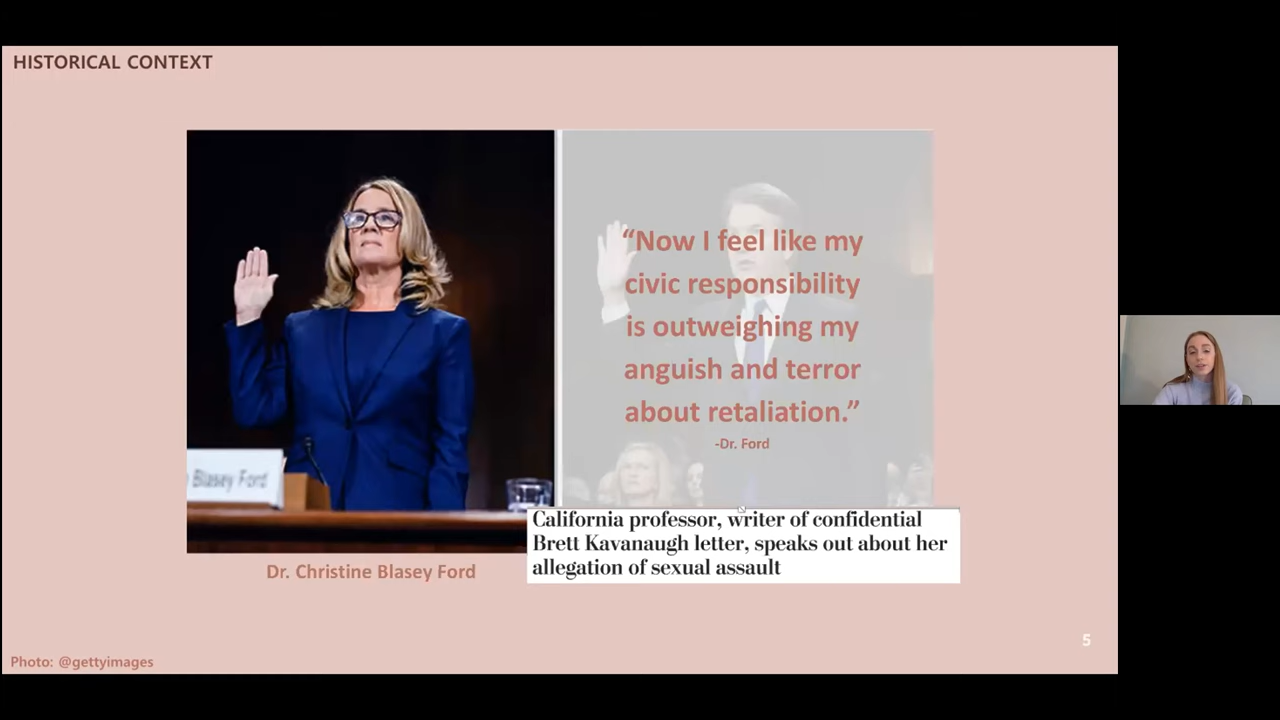 HISTORICAL CONTEXT
“Now I feel like my
civic responsibility
is outweighing my
anguish and terror
about retaliation.”
-Dr. Ford
Blasey Ford
California professor, writer of confidential
Brett Kavanaugh letter, speaks out about her
allegation of sexual assault
Dr. Christine Blasey Ford
5
Photo: @gettyimages